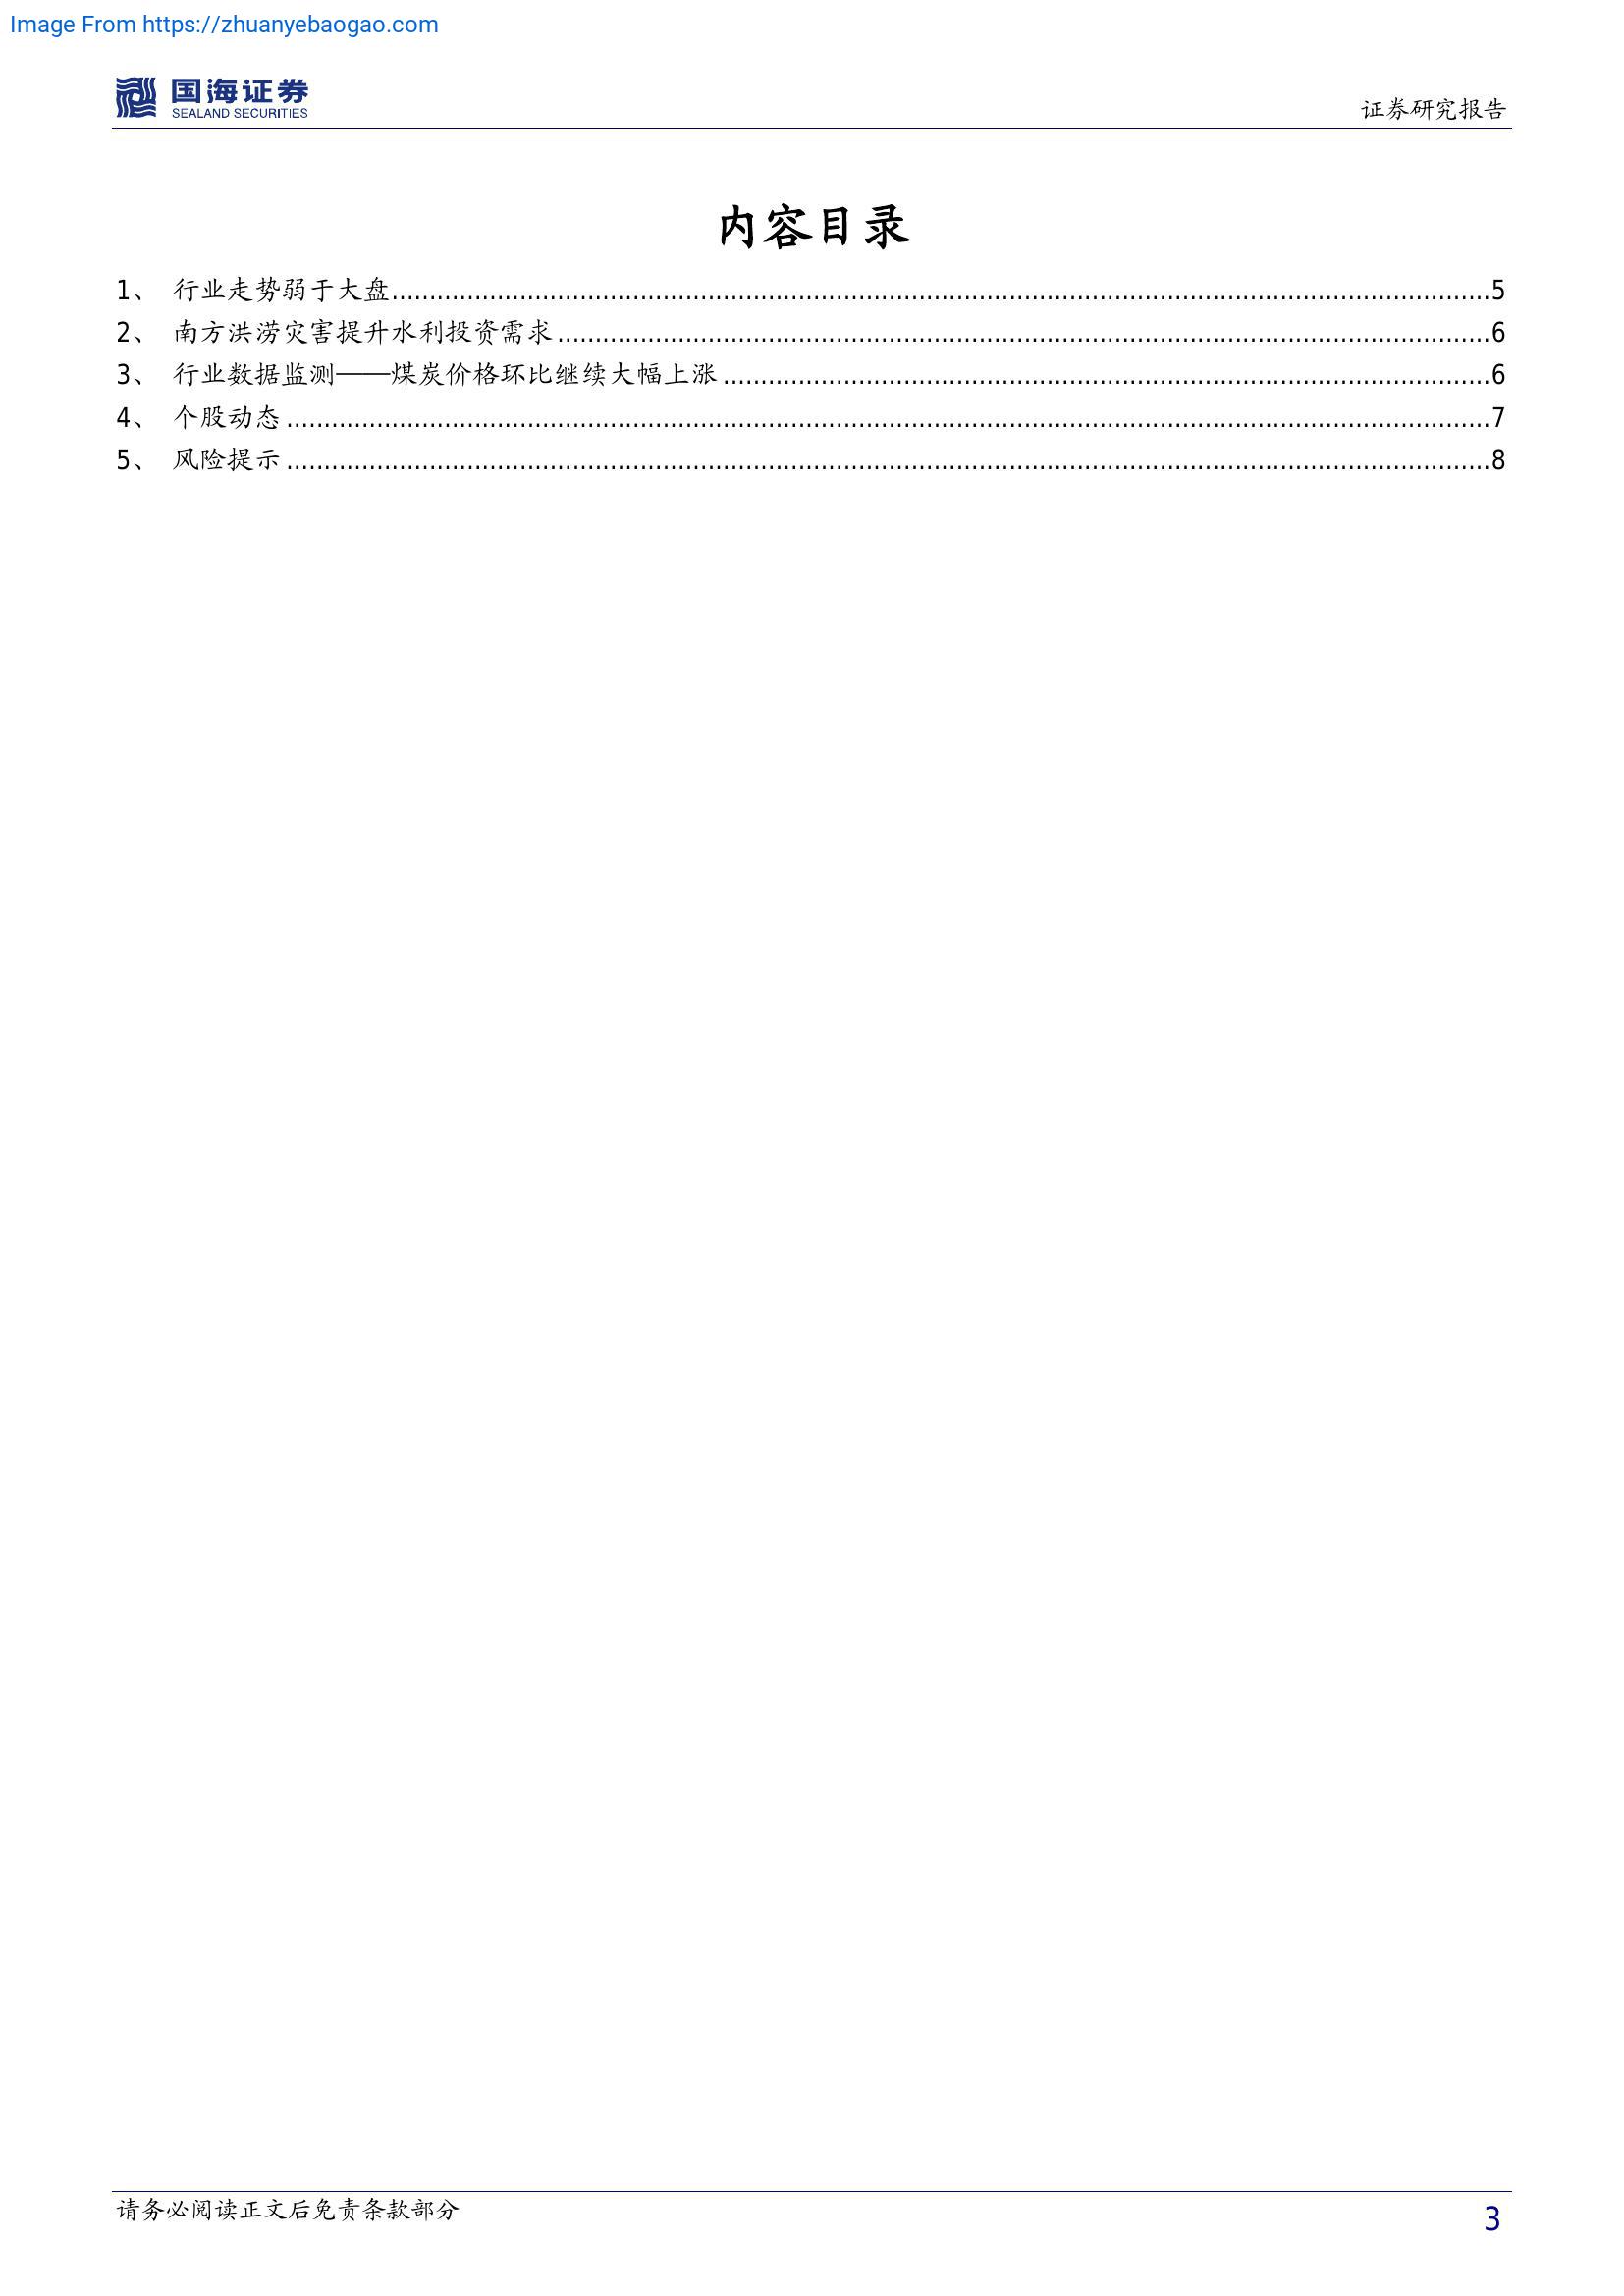 Image From https://zhuanyebaogao.com
国海证券
SEALAND SECURITIES
证券研究报告
内容目录
1、 行业走势弱于大盘........................5
2、 南方洪涝灾害提升水利投资需求........................6
3、 行业数据监测——煤炭价格环比继续大幅上涨........................6
4、 个股动态........................7
5、 风险提示........................8
请务必阅读正文后免责条款部分
3